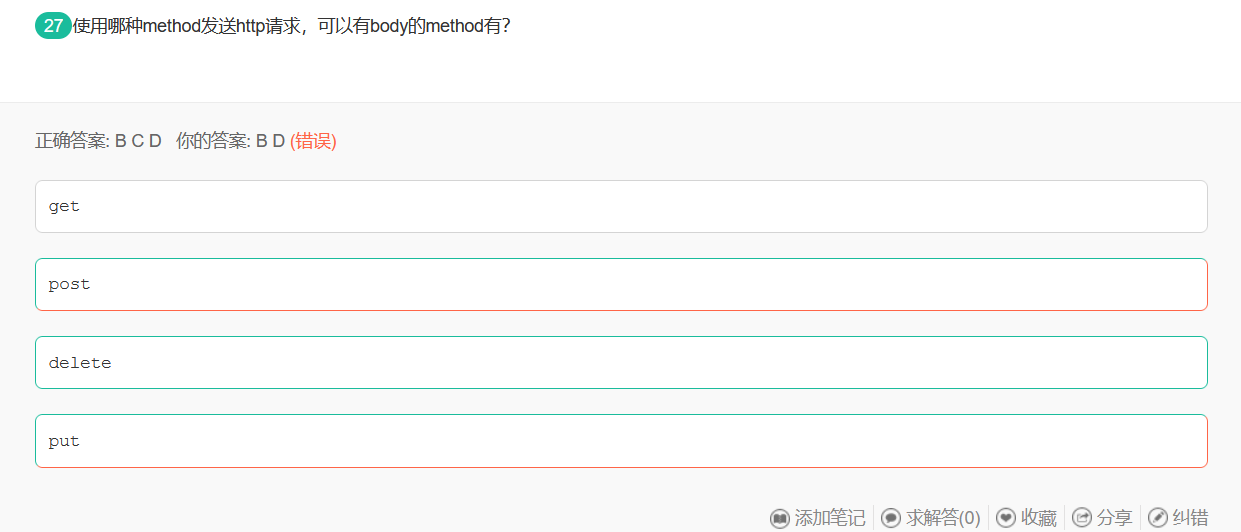 27使用哪种method发送http请求，可以有body的method有?
正确答案: B C D 你的答案: B D (错误)
get
post
delete
put
添加笔记 求解答(0) 收藏 分享 纠错